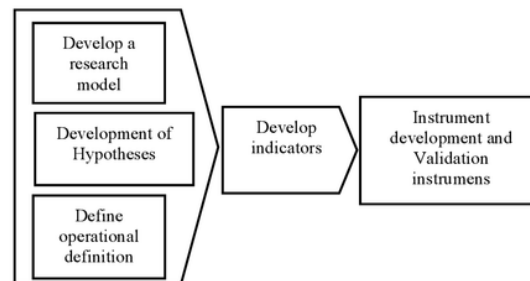 Develop a
research
model
Development of
Hypotheses
Define
operational
definition
Develop
indicators
Instrument
development and
Validation
instrumens